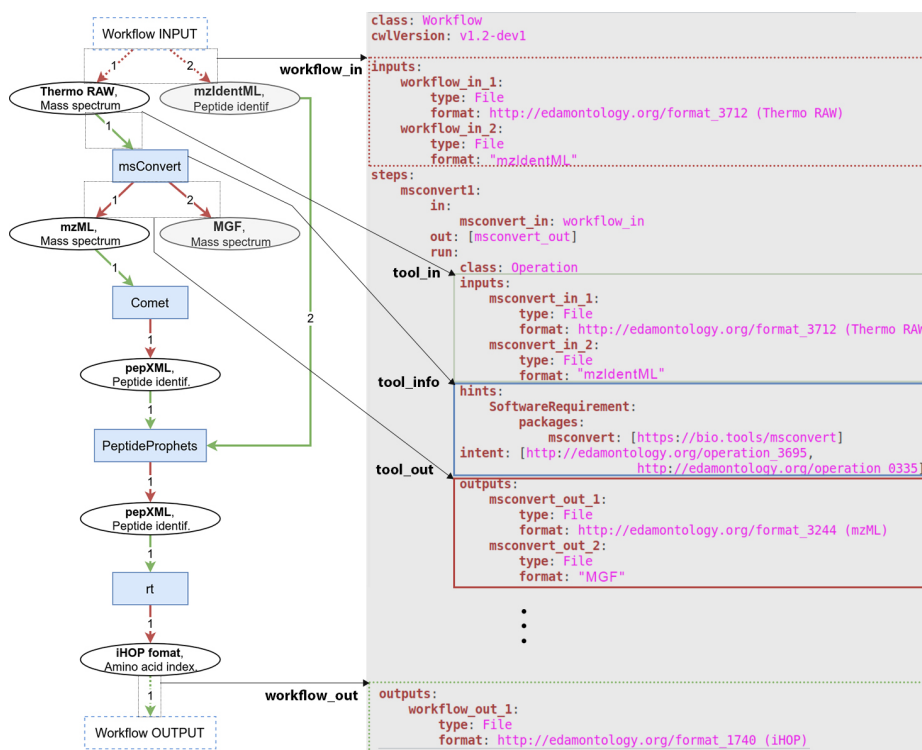 Workflow INPUT
1
2
Thermo RAW,
Mass spectrum
mzIdentML,
Peptide identif
1
msConvert
1
2
mzML,
Mass spectrum
MGF,
Mass spectrum
1
Comet
2
1
pepXML,
Peptide identif.
1
PeptideProphets
1
pepXML,
Peptide identif.
1
rt
1
iHOP fomat,
Amino acid index.
1
Workflow OUTPUT
workflow_in
tool_in
tool_info
tool_out
workflow_out
class: Workflow
cwlVersion: v1.2-dev1
inputs:
workflow_in_1:
type: File
format: http://edamontology.org/format_3712 (Thermo RAW)
workflow_in_2:
type: File
format: "mzIdentML"
steps:
msconvert1:
in:
msconvert_in: workflow_in
out: [msconvert_out]
run:
class: Operation
inputs:
msconvert_in_1:
type: File
format: http://edamontology.org/format_3712 (Thermo RAW
msconvert_in_2:
type: File
format: "mzIdentML"
hints:
SoftwareRequirement:
packages:
msconvert: [https://bio.tools/msconvert]
intent: [http://edamontology.org/operation_3695,
http://edamontology.org/operation_0335]
outputs:
msconvert_out_1:
type: File
format: http://edamontology.org/format_3244 (mzML)
msconvert_out_2:
type: File
format: "MGF"
outputs:
workflow_out_1:
type: File
format: http://edamontology.org/format_1740 (iHOP)